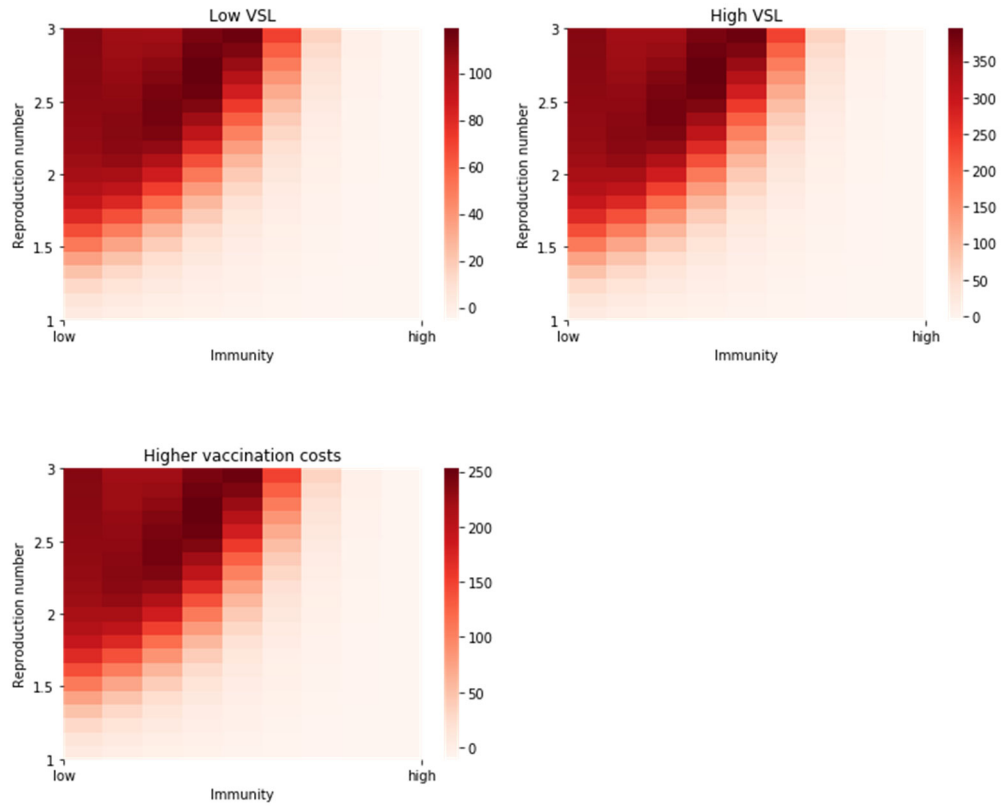 Low VSL
3
2.5
2
1.5
1
Reproduction number
low
high
Immunity
100
80
60
40
20
0
High VSL
3
2.5
2
1.5
1
Reproduction number
low
high
Immunity
350
300
250
200
150
100
50
0
Higher vaccination costs
3
2.5
2
1.5
1
Reproduction number
low
high
Immunity
250
200
150
100
50
0